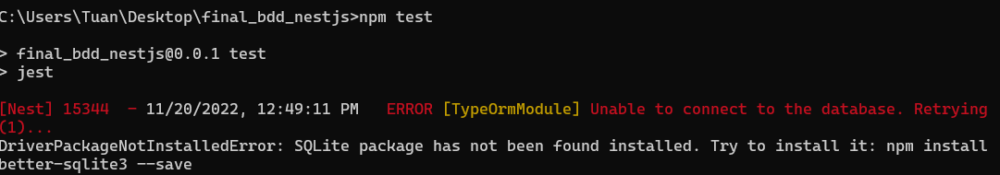 C:\Users\Tuan\Desktop\final_bdd_nestjs>npm test
> final_bdd_nestjs@0.0.1 test
> jest
[Nest] 15344  - 11/20/2022, 12:49:11 PM   ERROR [TypeOrmModule] Unable to connect to the database. Retrying
(1)...
DriverPackageNotInstalledError: SQLite package has not been found installed. Try to install it: npm install
better-sqlite3 --save